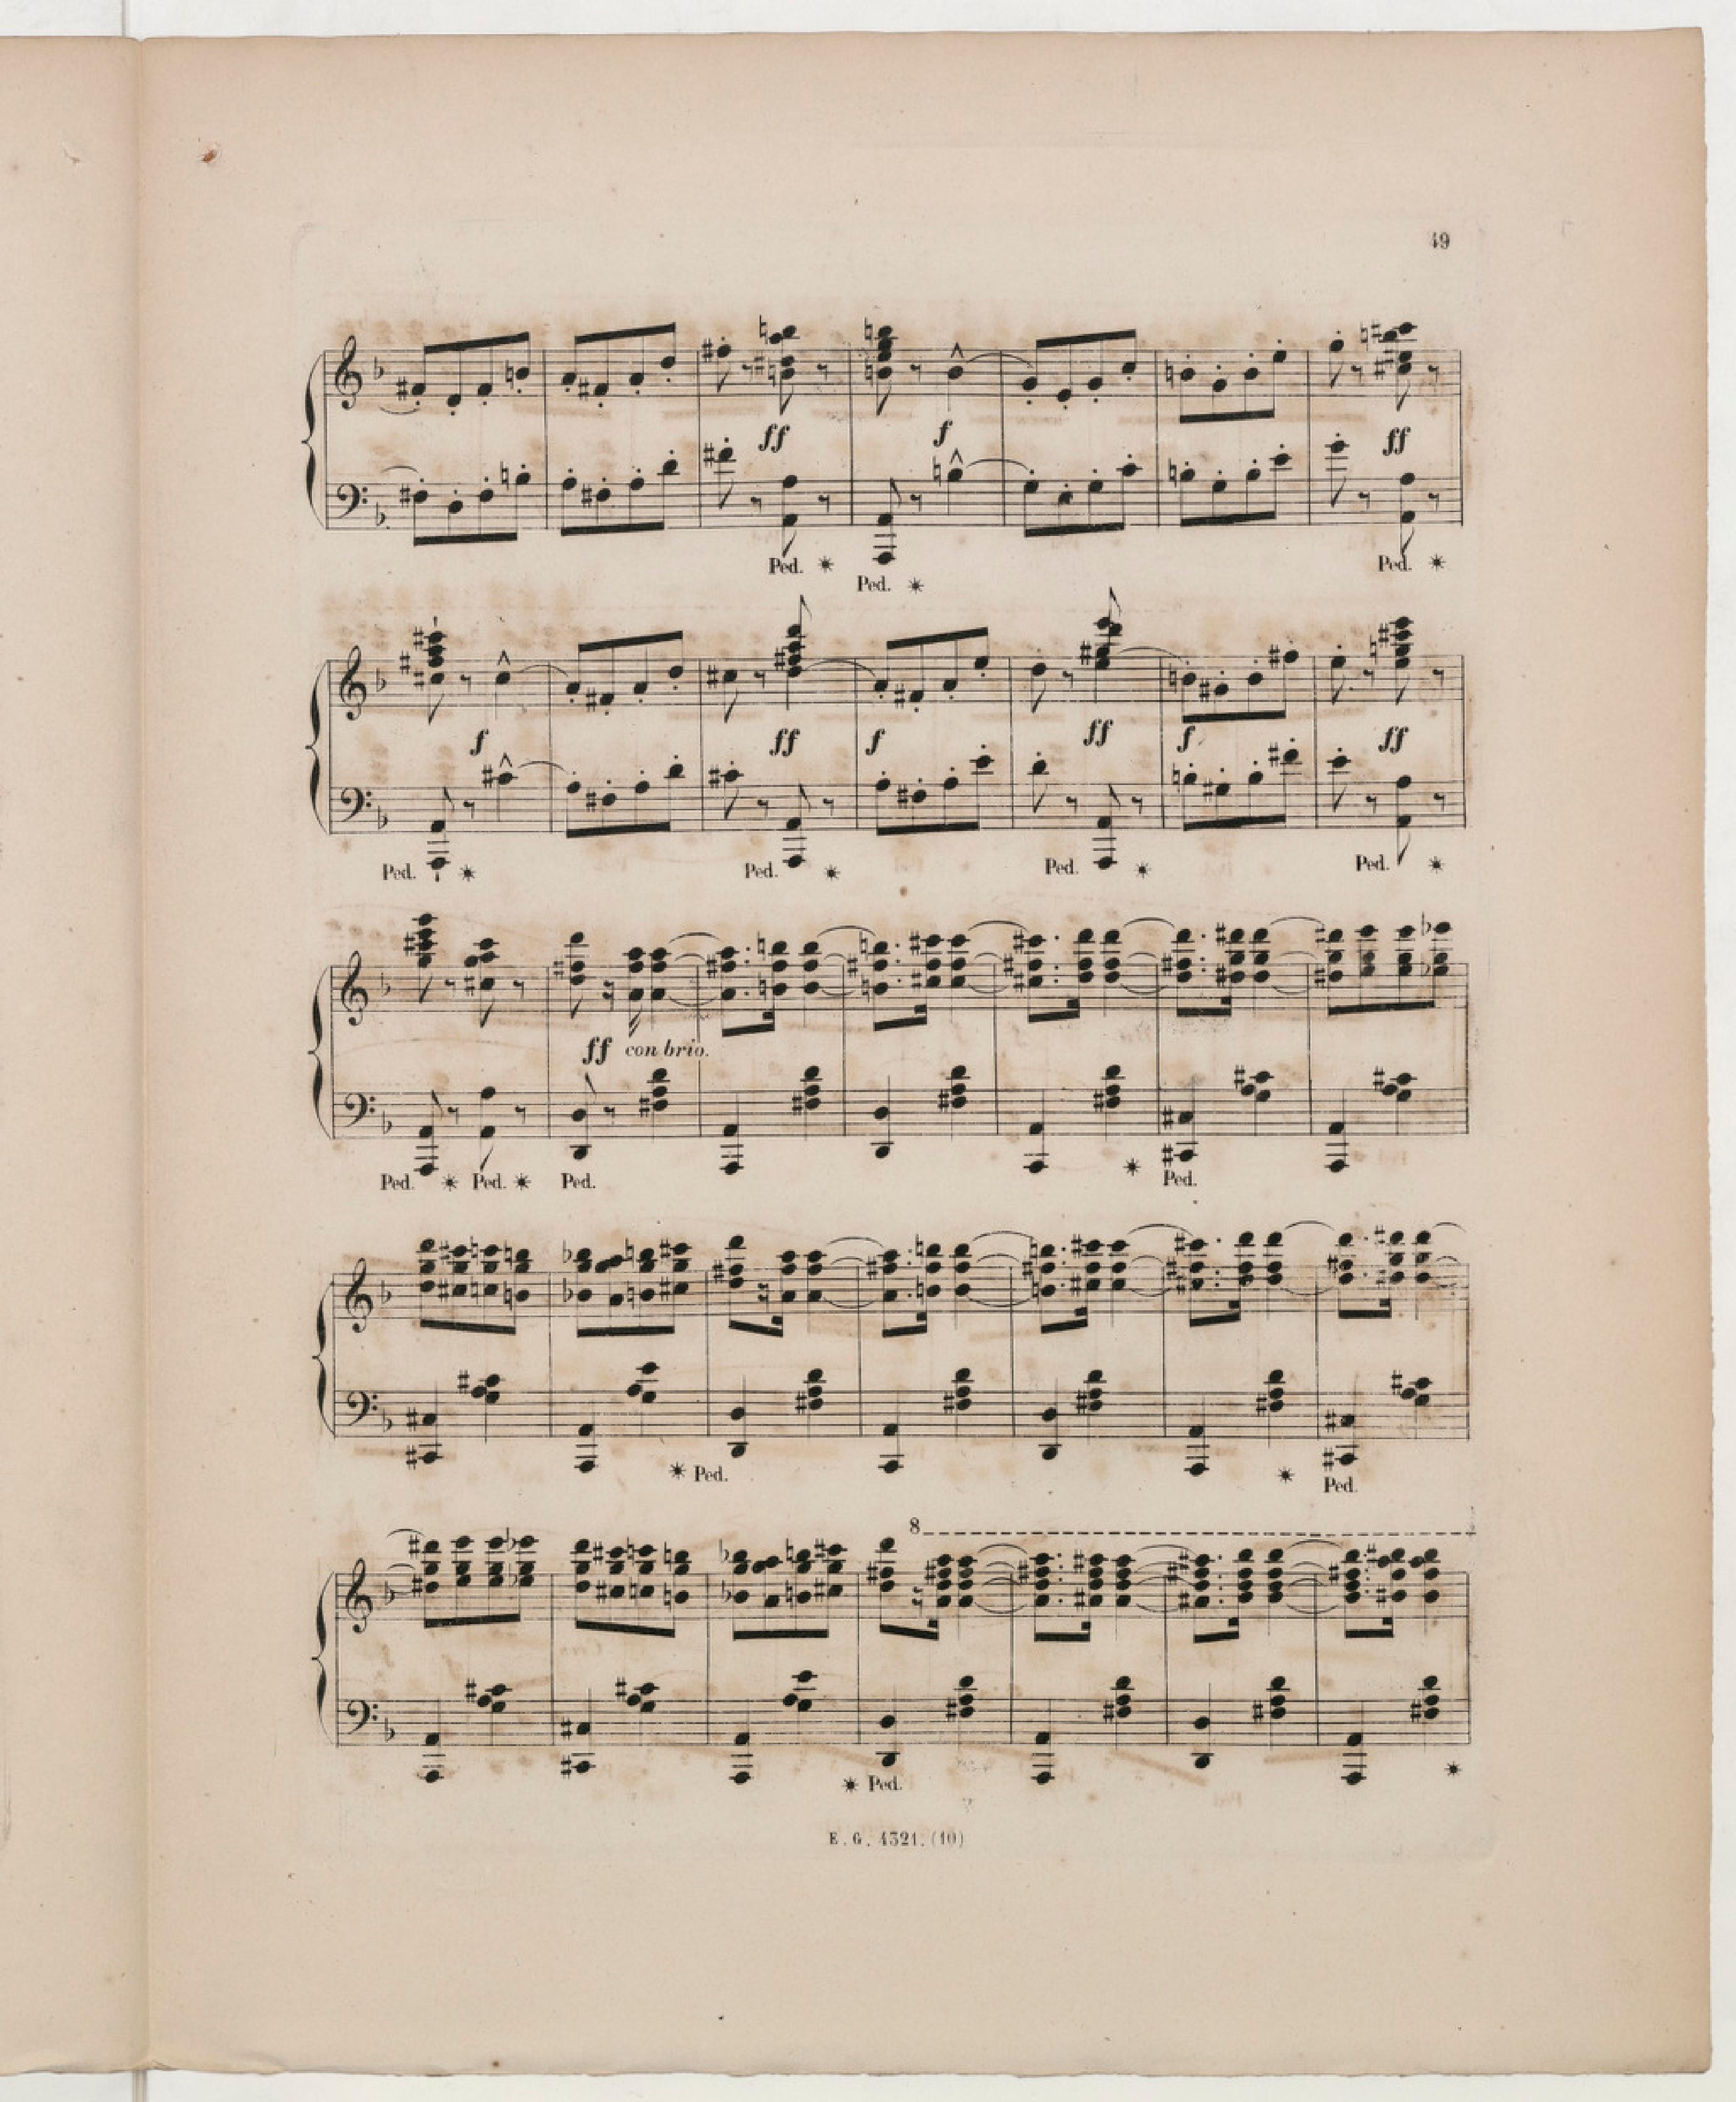 49
ff f ff
Ped. * Ped. * Ped. *
f ff f ff f ff
Ped. * Ped. * Ped. * Ped. *
ff con brio.
Ped. * Ped. * Ped. * Ped.
* Ped. * Ped.
8
* Ped. *
E. G. 4321. (10)